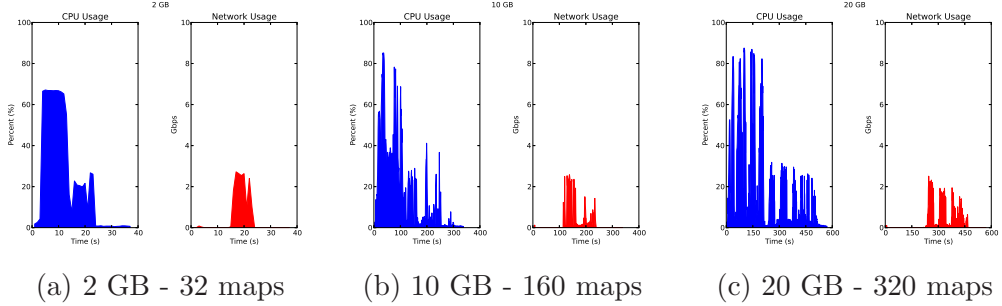 2 GB
CPU Usage
100
80
60
40
20
0
Percent (%)
0 10 20 30 40
Time (s)
Network Usage
10
8
6
4
2
0
Gbps
0 10 20 30 40
Time (s)
(a) 2 GB - 32 maps
10 GB
CPU Usage
100
80
60
40
20
0
Percent (%)
0 100 200 300 400
Time (s)
Network Usage
10
8
6
4
2
0
Gbps
0 100 200 300 400
Time (s)
(b) 10 GB - 160 maps
20 GB
CPU Usage
100
80
60
40
20
0
Percent (%)
0 150 300 450 600
Time (s)
Network Usage
10
8
6
4
2
0
Gbps
0 150 300 450 600
Time (s)
(c) 20 GB - 320 maps